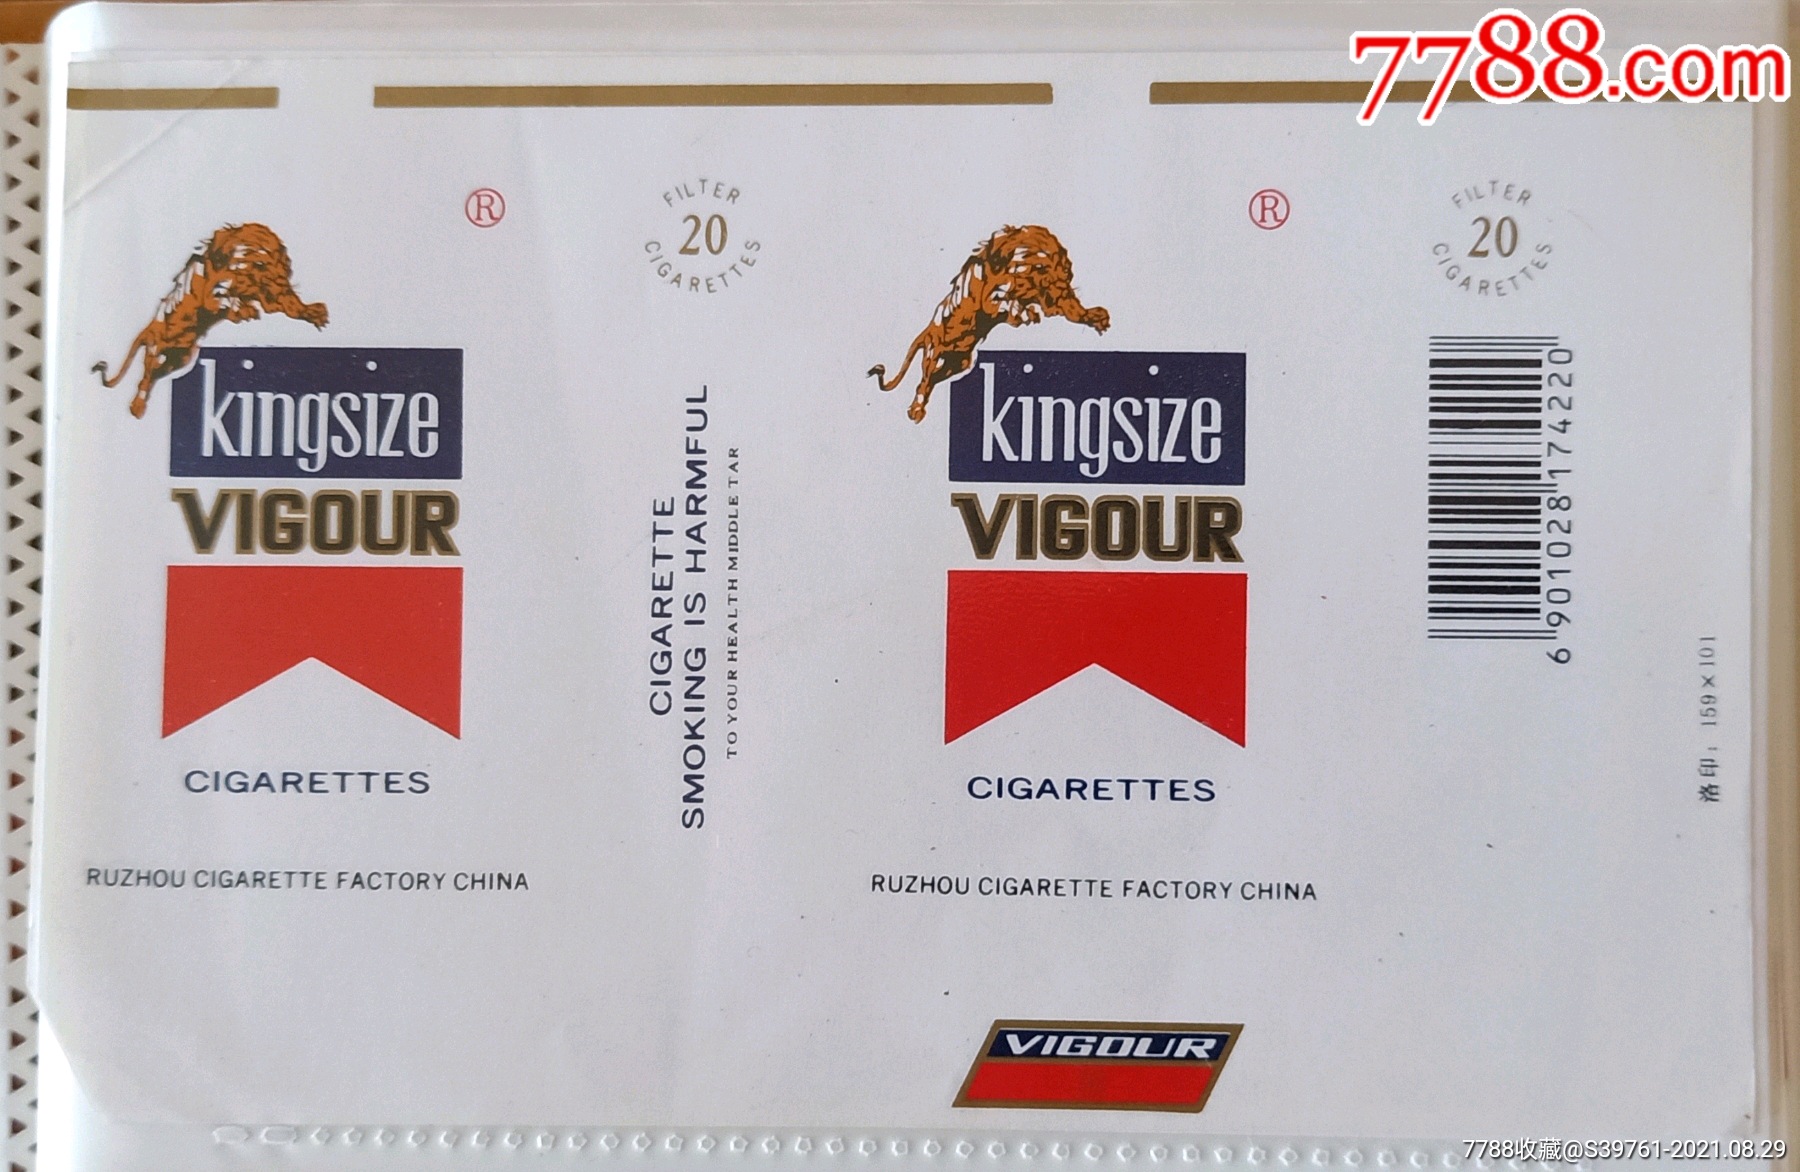 7788.com
®
FILTER
20
CIGARETTES
kingsize
VIGOUR
CIGARETTES
RUZHOU CIGARETTE FACTORY CHINA
CIGARETTE
SMOKING IS HARMFUL
TO YOUR HEALTH MIDDLE TAR
®
FILTER
20
CIGARETTES
kingsize
VIGOUR
CIGARETTES
RUZHOU CIGARETTE FACTORY CHINA
6901028174220
洛印：159×101
VIGOUR
7788收藏@S39761-2021.08.29